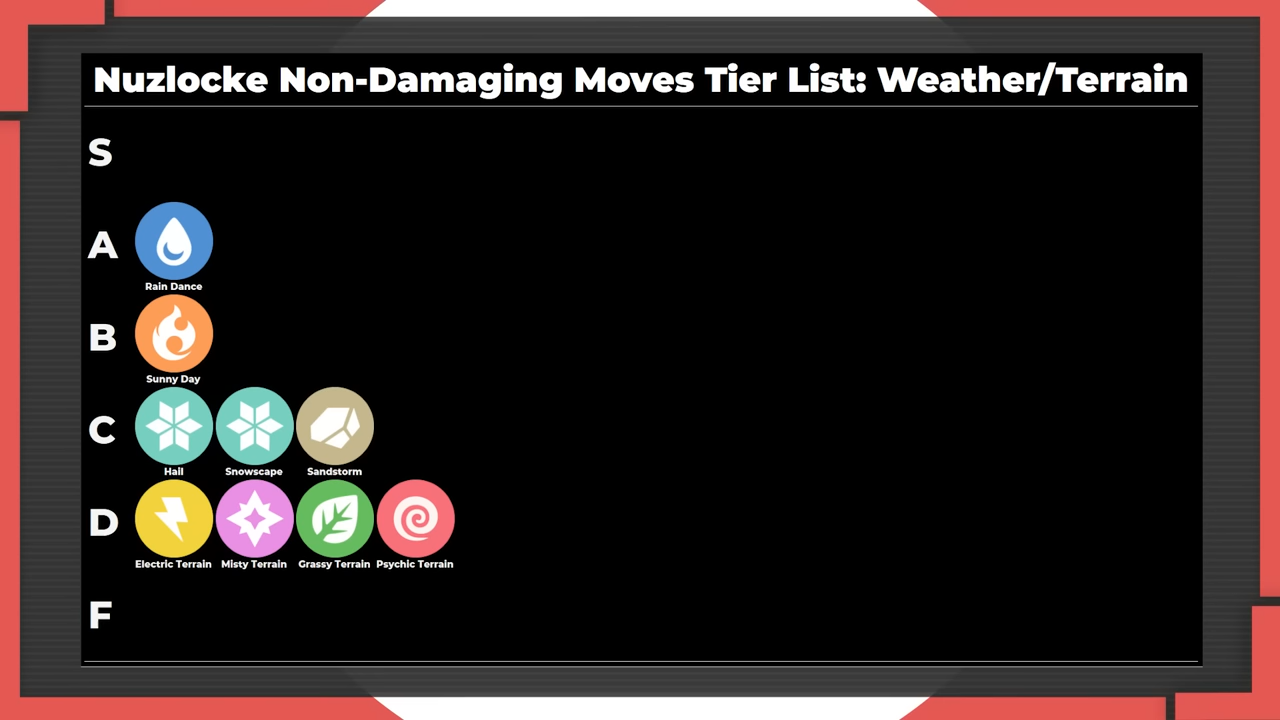 Nuzlocke Non-Damaging Moves Tier List: Weather/Terrain
S
A
Rain Dance
B
Sunny Day
C
Hail Snowscape Sandstorm
D
Electric Terrain Misty Terrain Grassy Terrain Psychic Terrain
F